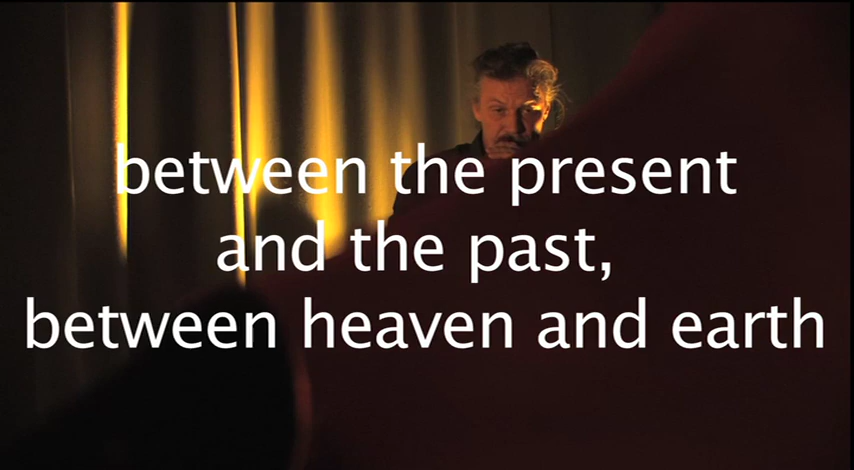 between the present
and the past,
between heaven and earth